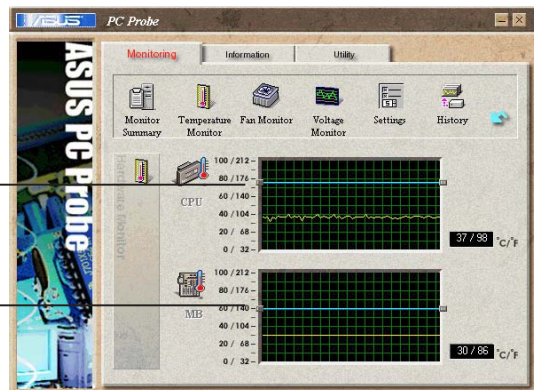 ASUS PC Probe
Monitoring Information Utility
Monitor Summary
Temperature Monitor
Fan Monitor
Voltage Monitor
Settings
History
ASUS PC Probe
Hardware Monitor
CPU
100 / 212
80 / 176
60 / 140
40 / 104
20 / 68
0 / 32
37 / 98 °C/°F
MB
100 / 212
80 / 176
60 / 140
40 / 104
20 / 68
0 / 32
30 / 86 °C/°F